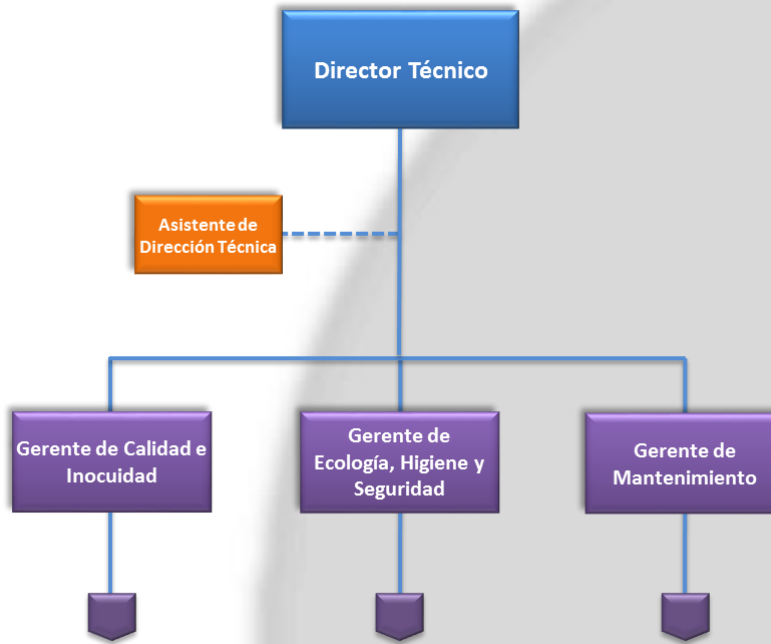 Director Técnico
Asistente de
Dirección Técnica
Gerente de Calidad e
Inocuidad
Gerente de
Ecología, Higiene y
Seguridad
Gerente de
Mantenimiento